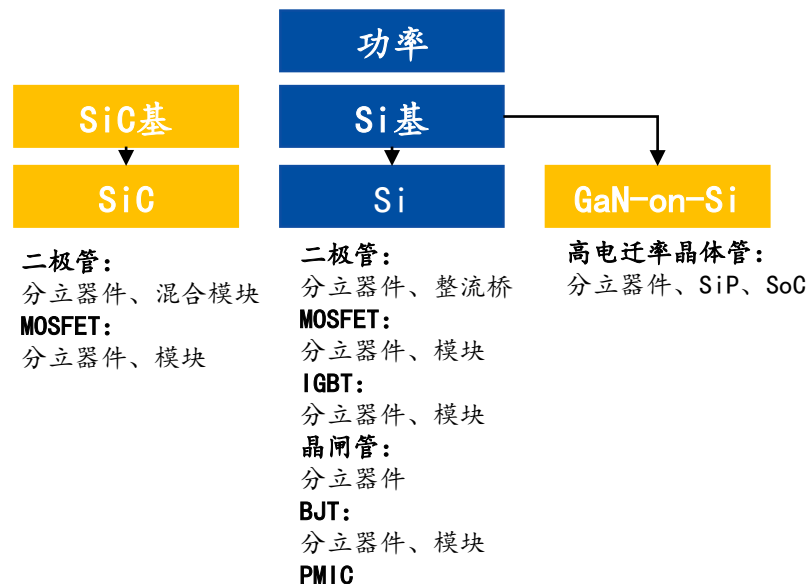 功率
SiC基
Si基
SiC
Si
GaN-on-Si
二极管：
分立器件、混合模块
MOSFET：
分立器件、模块
二极管：
分立器件、整流桥
MOSFET：
分立器件、模块
IGBT：
分立器件、模块
晶闸管：
分立器件
BJT：
分立器件、模块
PMIC
高电迁率晶体管：
分立器件、SiP、SoC